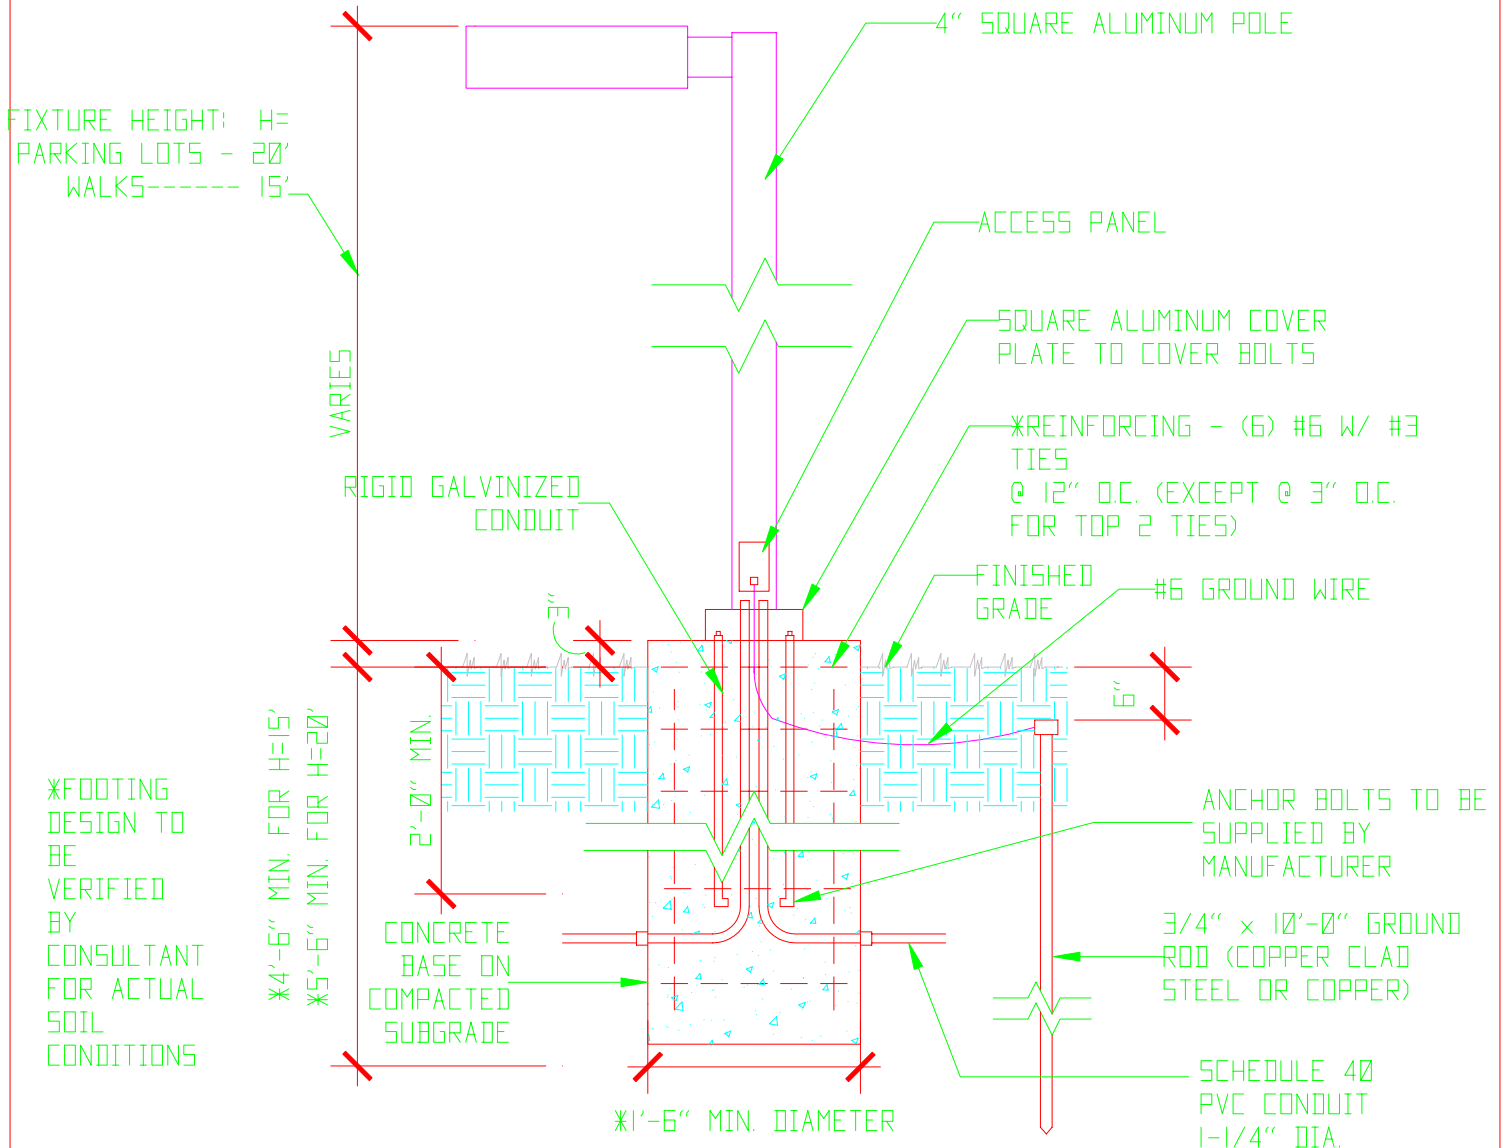 4" SQUARE ALUMINUM POLE
FIXTURE HEIGHT: H=
PARKING LOTS - 20'
WALKS------ 15'
ACCESS PANEL
SQUARE ALUMINUM COVER
PLATE TO COVER BOLTS
VARIES
*REINFORCING - (6) #6 W/ #3
TIES
@ 12" O.C. (EXCEPT @ 3" O.C.
FOR TOP 2 TIES)
RIGID GALVINIZED
CONDUIT
FINISHED
GRADE
#6 GROUND WIRE
3"
6"
2'-0" MIN.
*4'-6" MIN. FOR H=15'
*5'-6" MIN. FOR H=20'
*FOOTING
DESIGN TO
BE
VERIFIED
BY
CONSULTANT
FOR ACTUAL
SOIL
CONDITIONS
ANCHOR BOLTS TO BE
SUPPLIED BY
MANUFACTURER
CONCRETE
BASE ON
COMPACTED
SUBGRADE
3/4" x 10'-0" GROUND
ROD (COPPER CLAD
STEEL OR COPPER)
SCHEDULE 40
PVC CONDUIT
1-1/4" DIA.
*1'-6" MIN. DIAMETER